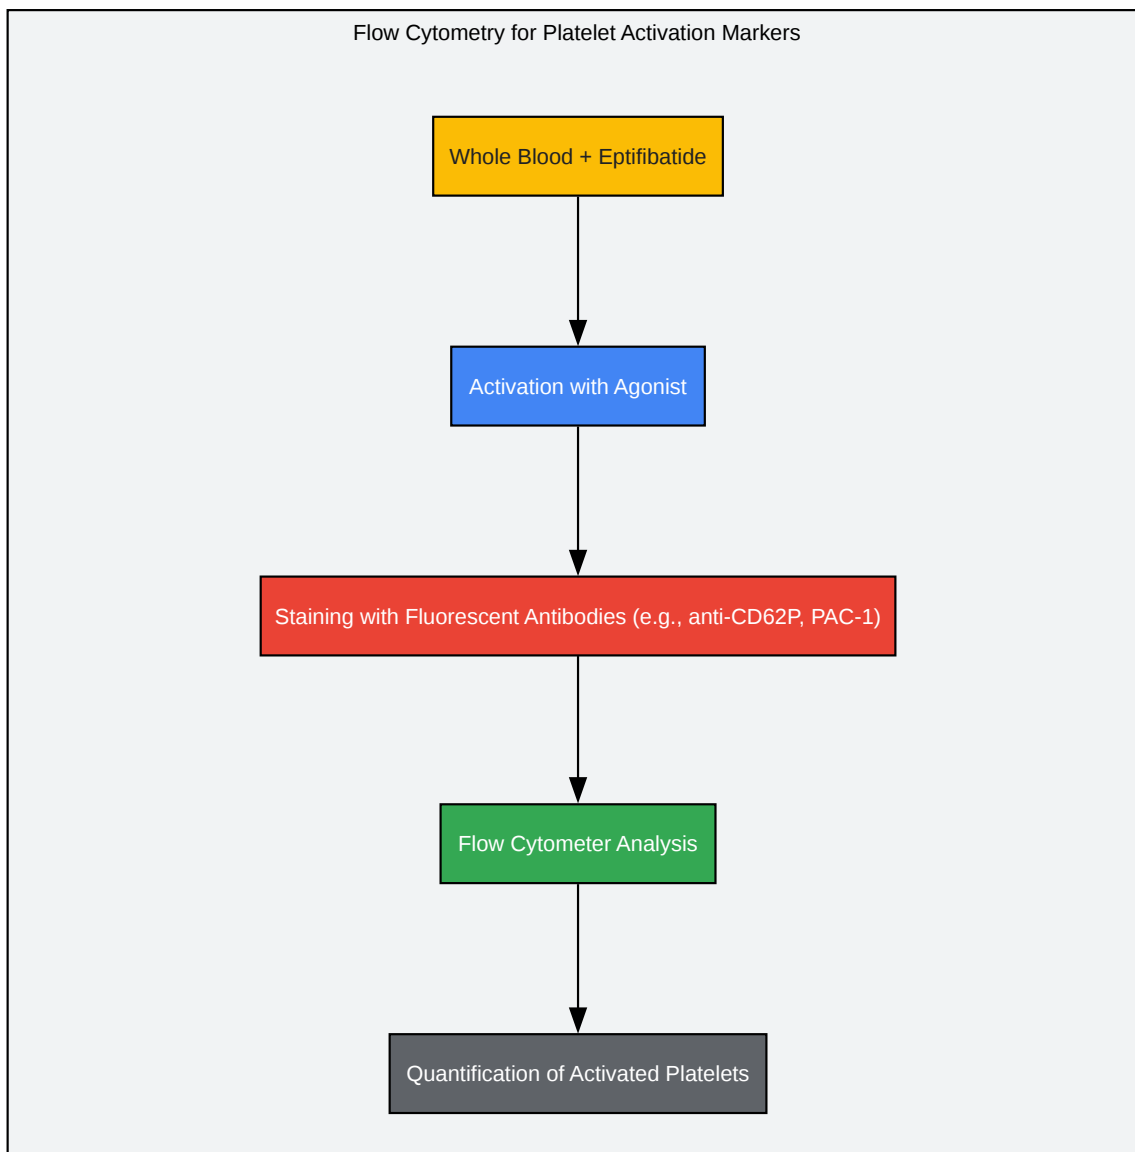 Flow Cytometry for Platelet Activation Markers
Whole Blood + Eptifibatide
Activation with Agonist
Staining with Fluorescent Antibodies (e.g., anti-CD62P, PAC-1)
Flow Cytometer Analysis
Quantification of Activated Platelets